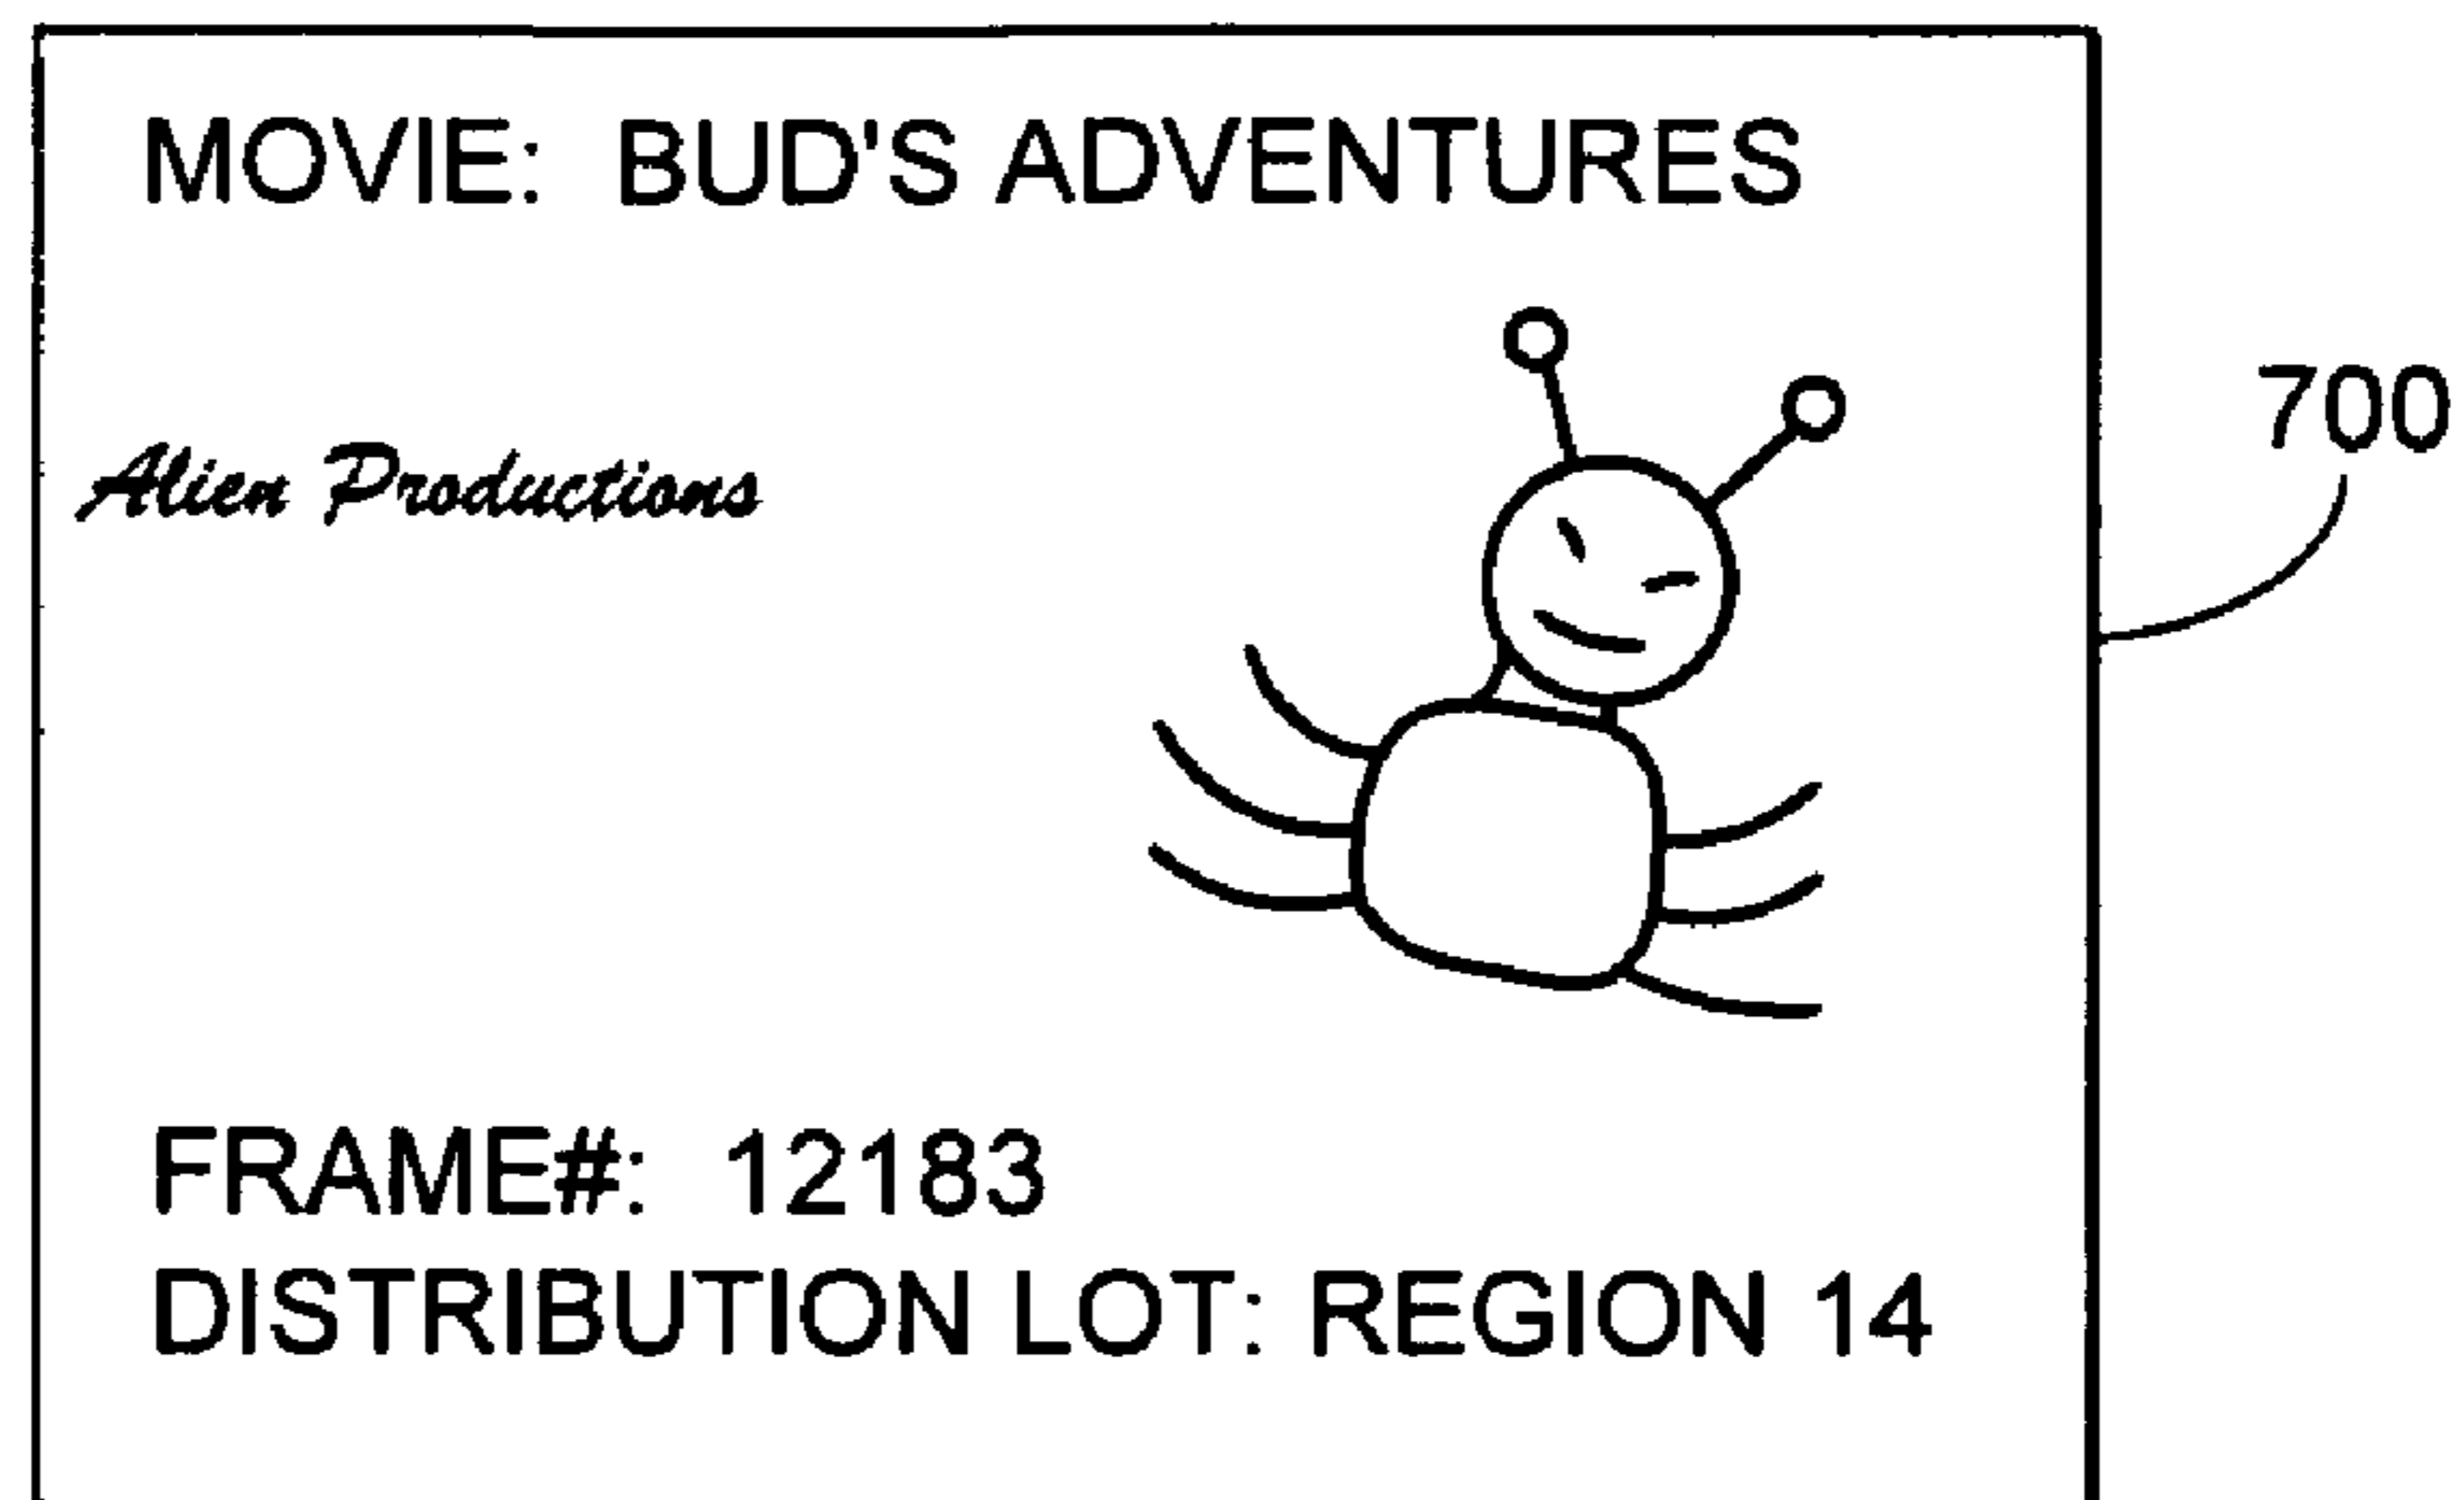 MOVIE: BUD'S ADVENTURES
700
Alien Productions
FRAME#: 12183
DISTRIBUTION LOT: REGION 14